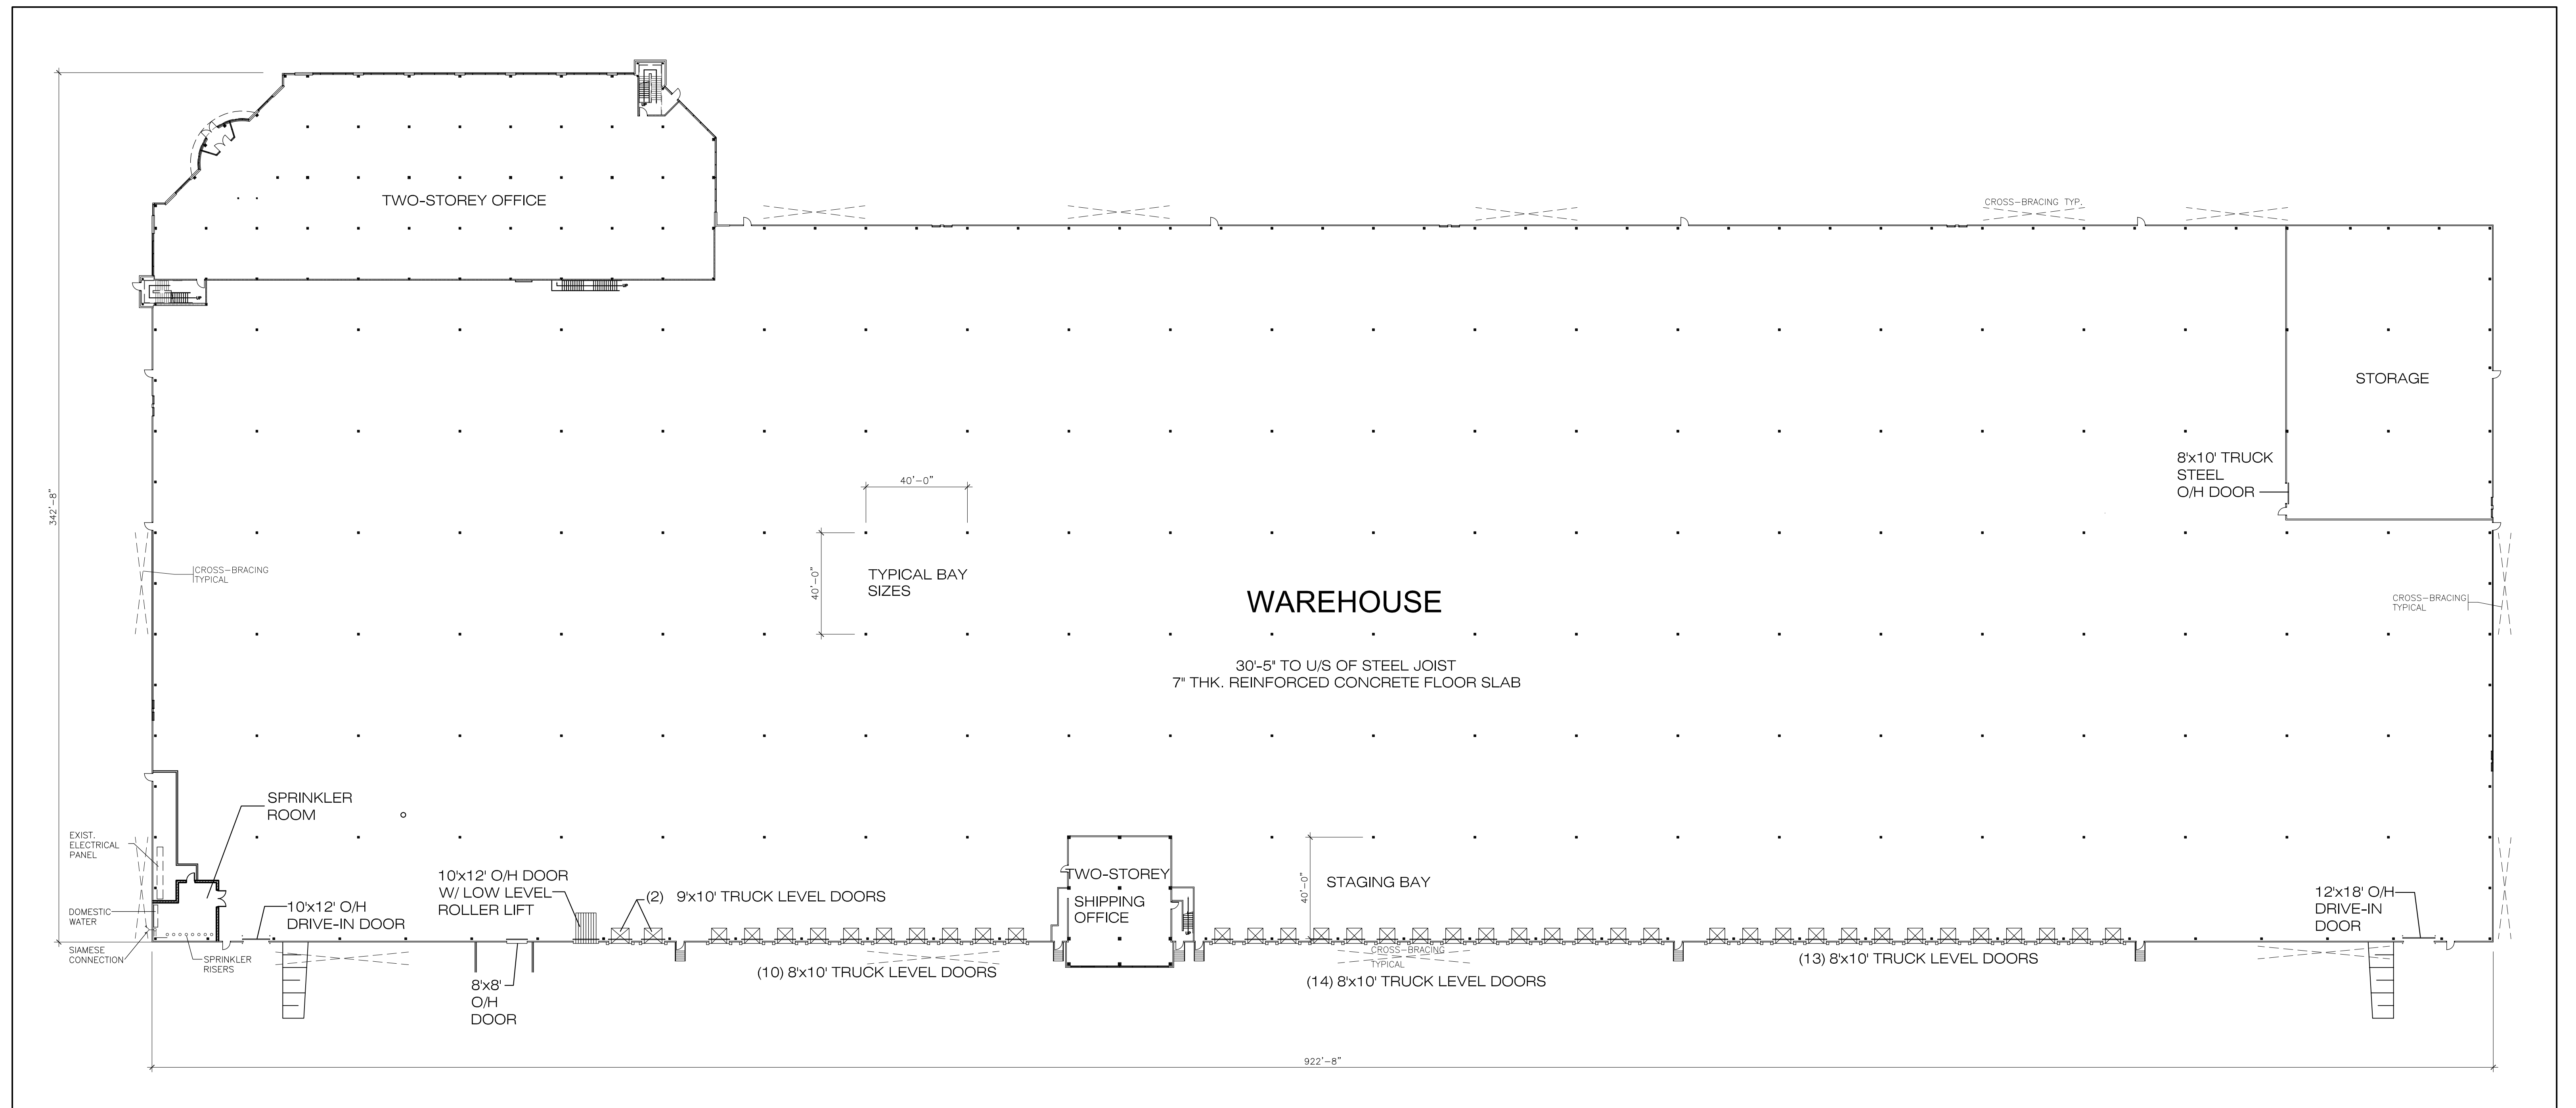 CROSS-BRACING TYP.
TWO-STOREY OFFICE
STORAGE
8'x10' TRUCK
STEEL
O/H DOOR
40'-0"
342'-8"
40'-0"
TYPICAL BAY
SIZES
CROSS-BRACING
TYPICAL
WAREHOUSE
CROSS-BRACING
TYPICAL
30'-5" TO U/S OF STEEL JOIST
7" THK. REINFORCED CONCRETE FLOOR SLAB
SPRINKLER
ROOM
EXIST.
ELECTRICAL
PANEL
10'x12' O/H DOOR
W/ LOW LEVEL
ROLLER LIFT
(2) 9'x10' TRUCK LEVEL DOORS
TWO-STOREY
SHIPPING
OFFICE
40'-0"
STAGING BAY
12'x18' O/H
DRIVE-IN
DOOR
10'x12' O/H
DRIVE-IN DOOR
DOMESTIC
WATER
SIAMESE
CONNECTION
SPRINKLER
RISERS
8'x8'
O/H
DOOR
(10) 8'x10' TRUCK LEVEL DOORS
CROSS-BRACING
TYPICAL
(14) 8'x10' TRUCK LEVEL DOORS
(13) 8'x10' TRUCK LEVEL DOORS
922'-8"